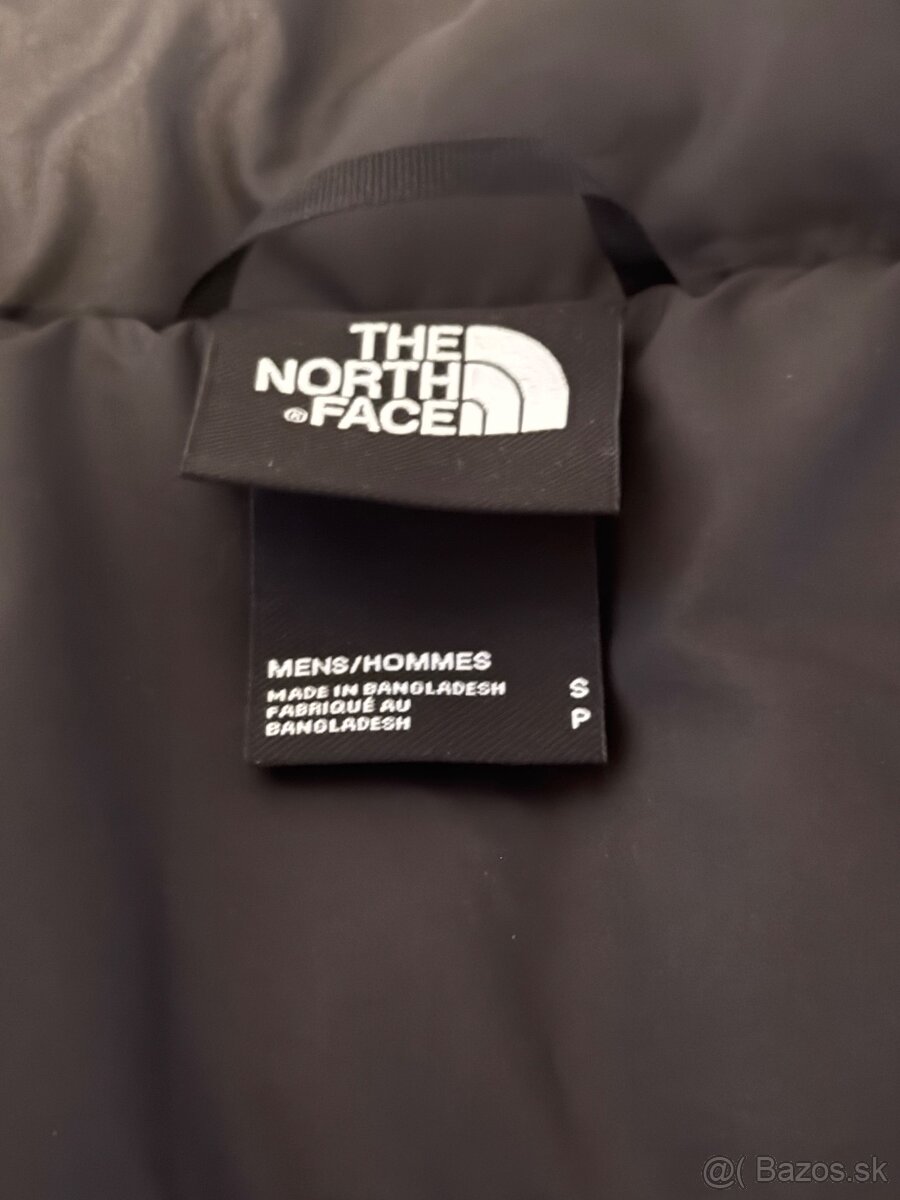 THE
NORTH
®FACE
MENS/HOMMES
MADE IN BANGLADESH S
FABRIQUÉ AU P
BANGLADESH
@( Bazos.sk